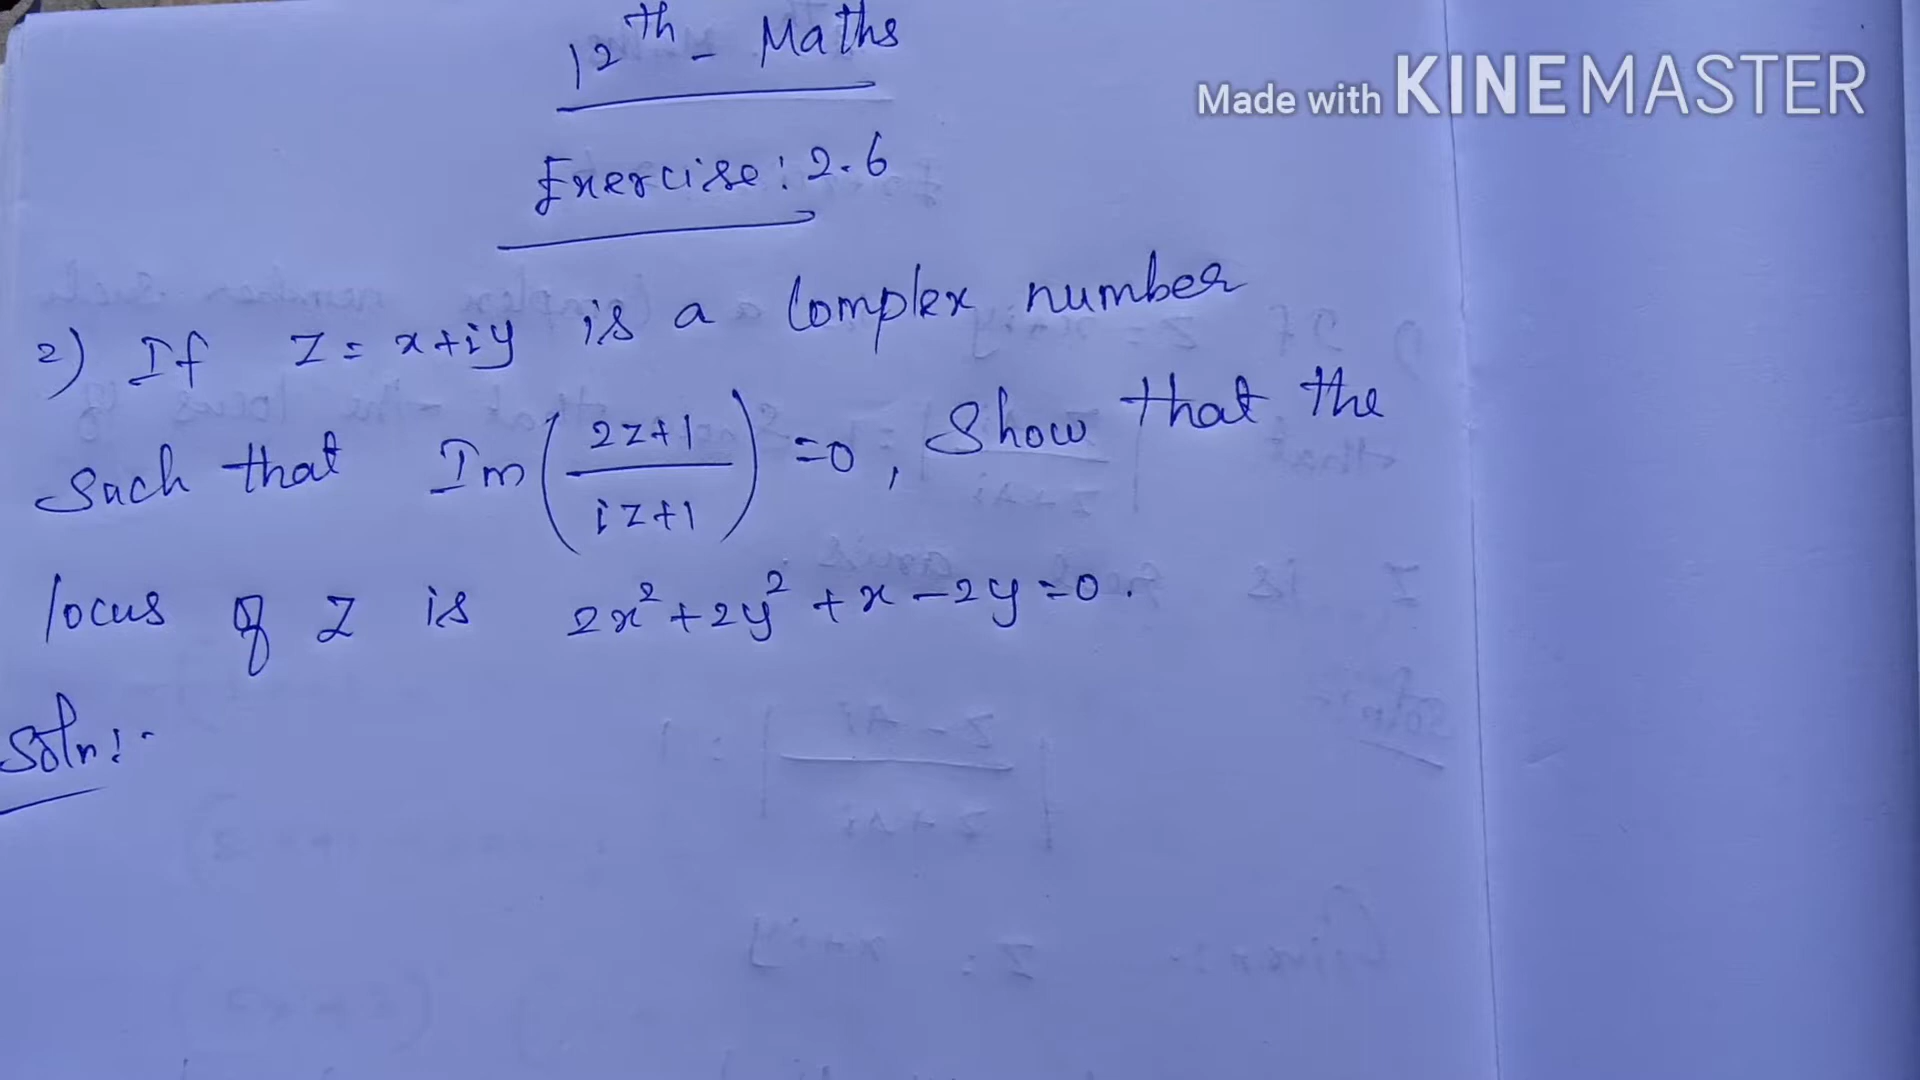 12th - Maths
Made with KINEMASTER
Exercise: 2.6
2) If z = x+iy is a Complex number
Such that Im(2z+1/iz+1) =0, Show that the
locus of z is 2x²+2y²+x-2y=0.
Soln:-